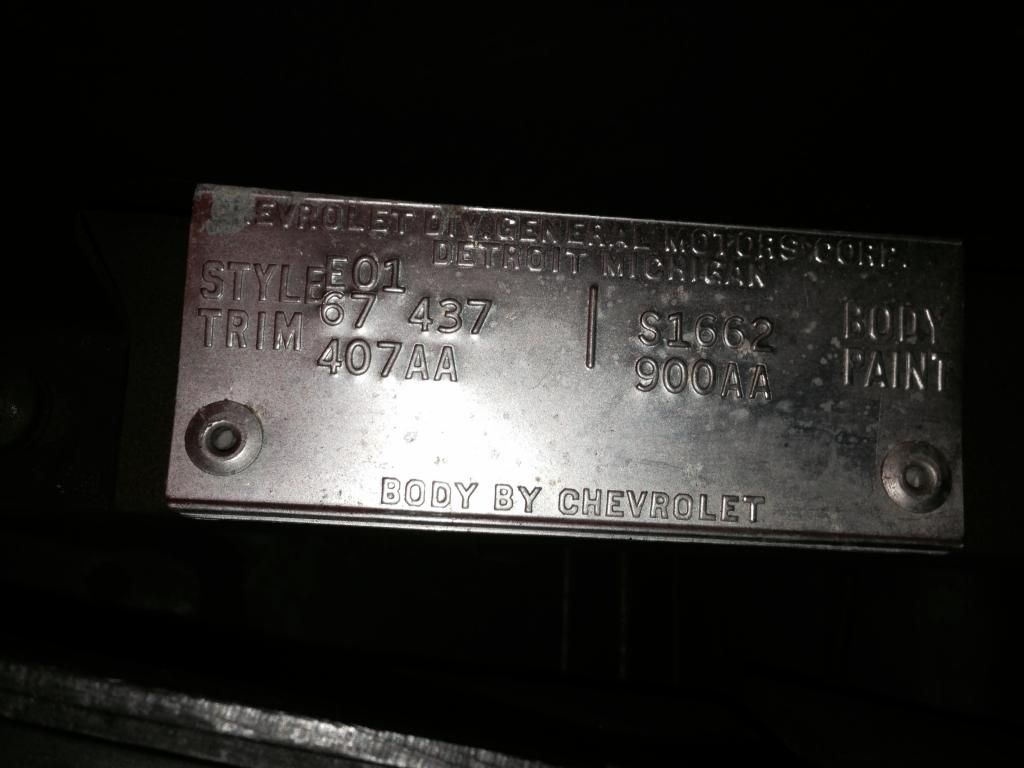 EVROLET DIV. GENERAL MOTORS CORP.
DETROIT MICHIGAN
E01
STYLE 67 437 S1662 BODY
TRIM 407AA 900AA PAINT
BODY BY CHEVROLET